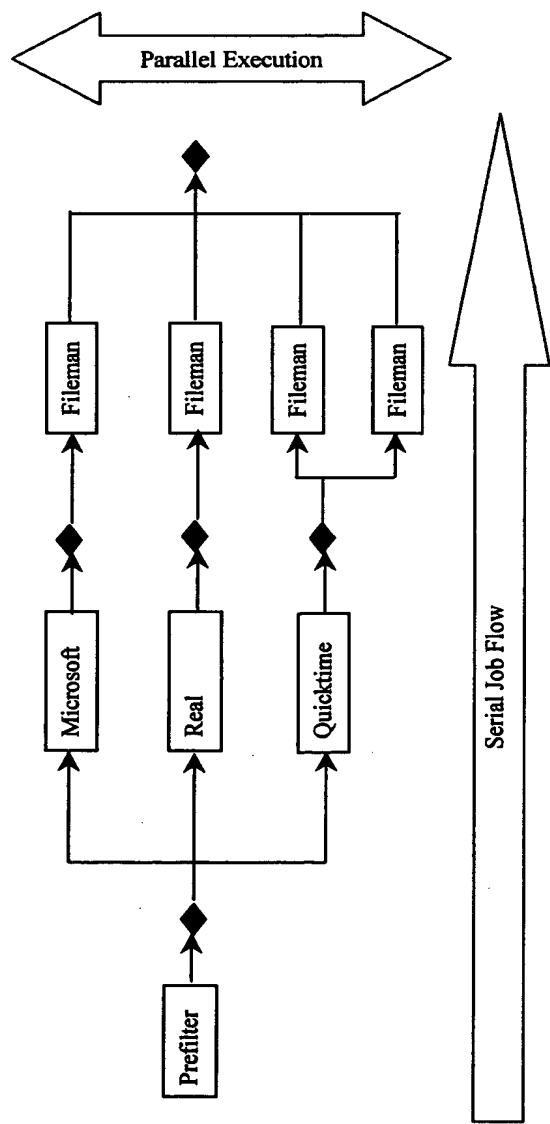 Parallel Execution
Prefilter
Microsoft
Real
Quicktime
Fileman
Fileman
Fileman
Fileman
Serial Job Flow